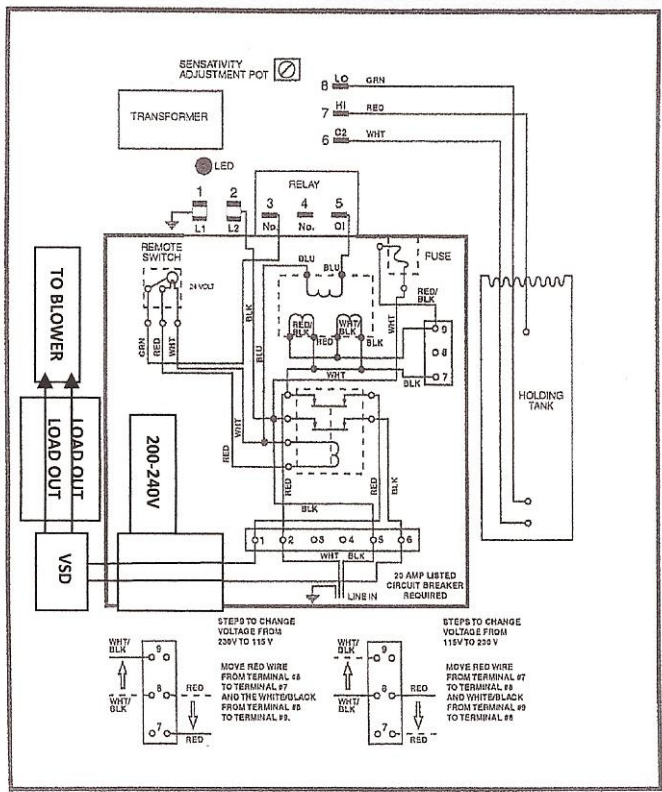 SENSATIVITY
ADJUSTMENT POT
TRANSFORMER
8 LO GRN
7 HI RED
6 C2 WHT
LED
RELAY
1 2 3 4 5
L1 L2 No. No. Ol
REMOTE
SWITCH
24 VOLT
FUSE
BLU BLU
RED/
BLK
WHT
BLK
BLU
RED/
BLK
WHT/
BLK
RED
BLK
9
8
7
WHT
BLK
GRN
RED
WHT
WHT
RED
TO BLOWER
LOAD OUT
LOAD OUT
200-240V
VSD
HOLDING
TANK
RED
BLK
RED
BLK
1 2 3 4 5 6
WHT BLK
LINE IN
20 AMP LISTED
CIRCUIT BREAKER
REQUIRED
STEPS TO CHANGE
VOLTAGE FROM
230V TO 115 V
WHT/
BLK
9
8
7
WHT/
BLK
RED
RED
MOVE RED WIRE
FROM TERMINAL #8
TO TERMINAL #7
AND THE WHITE/BLACK
FROM TERMINAL #8
TO TERMINAL #9.
STEPS TO CHANGE
VOLTAGE FROM
115V TO 230 V
WHT/
BLK
9
8
7
WHT/
BLK
RED
RED
MOVE RED WIRE
FROM TERMINAL #7
TO TERMINAL #8
AND WHITE/BLACK
FROM TERMINAL #9
TO TERMINAL #8